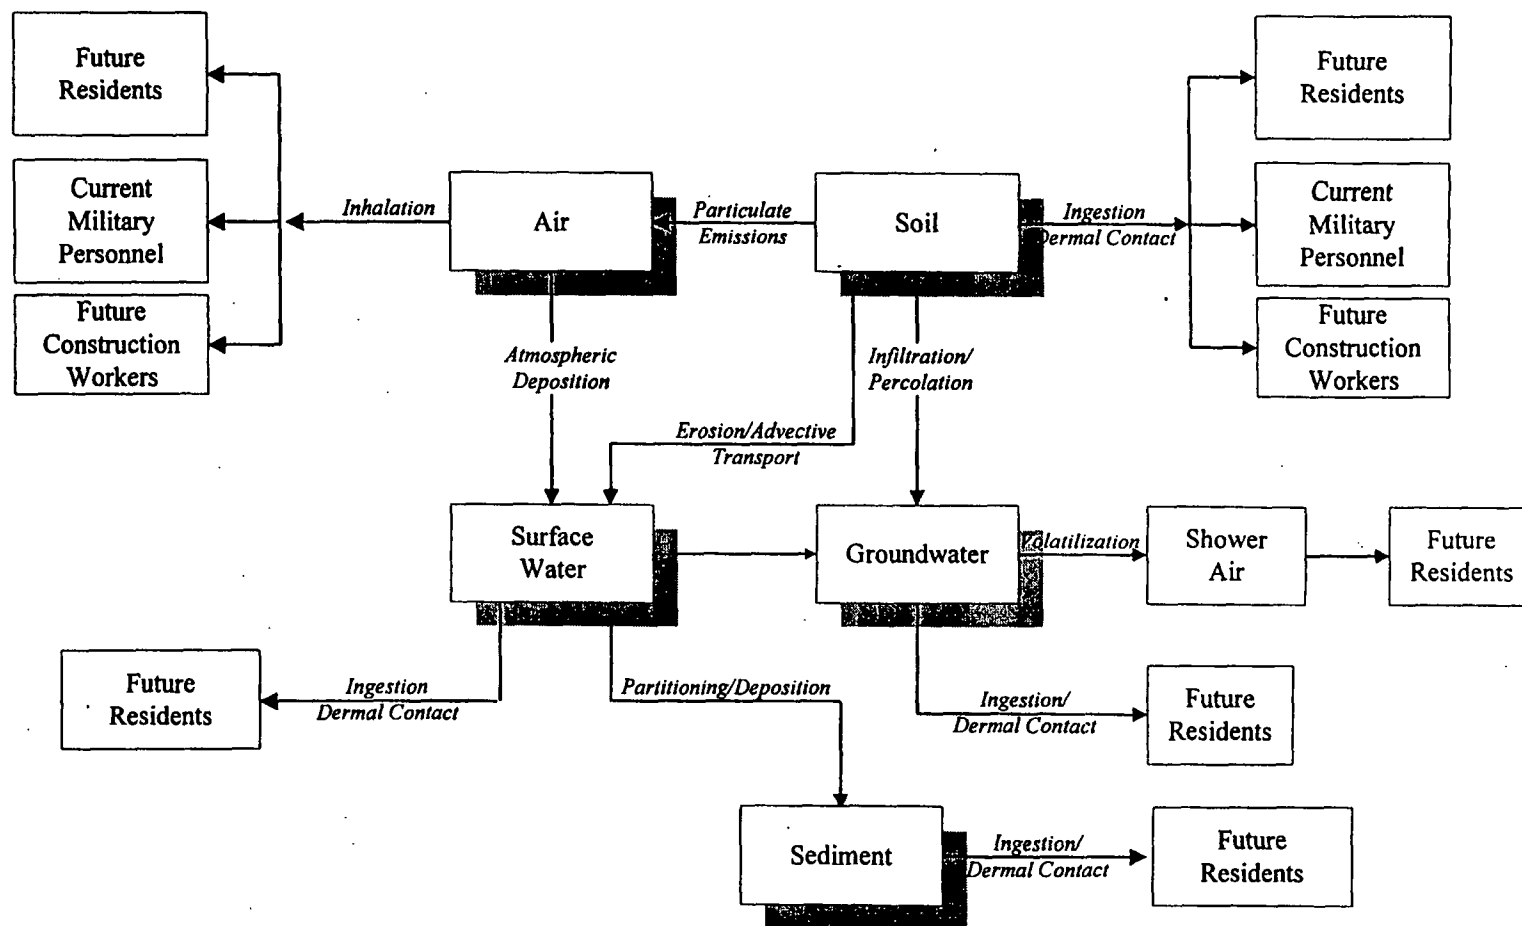 Future
Residents
Future
Residents
Current
Military
Personnel
Inhalation
Air
Particulate
Emissions
Soil
Ingestion
Dermal Contact
Current
Military
Personnel
Future
Construction
Workers
Future
Construction
Workers
Atmospheric
Deposition
Infiltration/
Percolation
Erosion/Advective
Transport
Surface
Water
Groundwater
Volatilization
Shower
Air
Future
Residents
Future
Residents
Ingestion
Dermal Contact
Partitioning/Deposition
Ingestion/
Dermal Contact
Future
Residents
Sediment
Ingestion/
Dermal Contact
Future
Residents